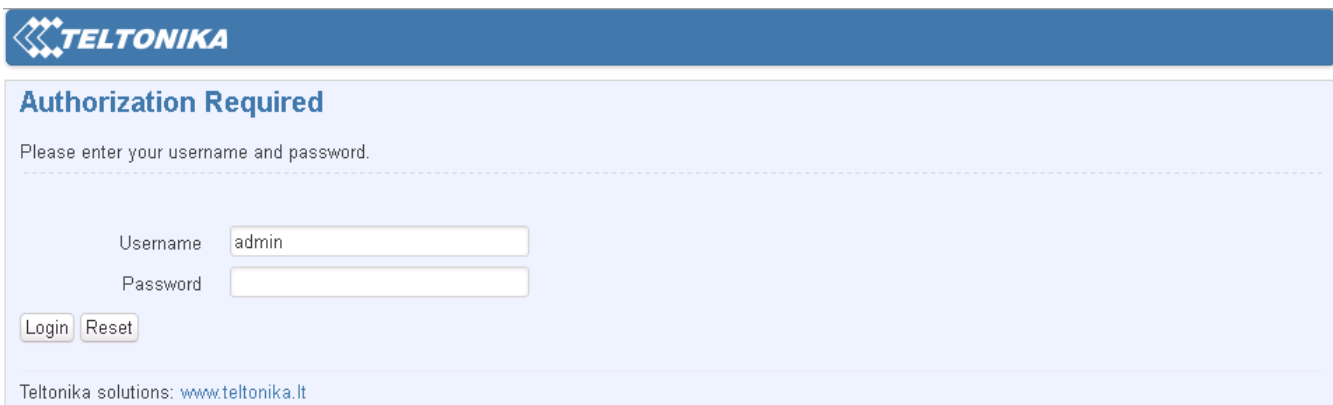 TELTONIKA
Authorization Required
Please enter your username and password.
Username admin
Password
Login Reset
Teltonika solutions: www.teltonika.lt